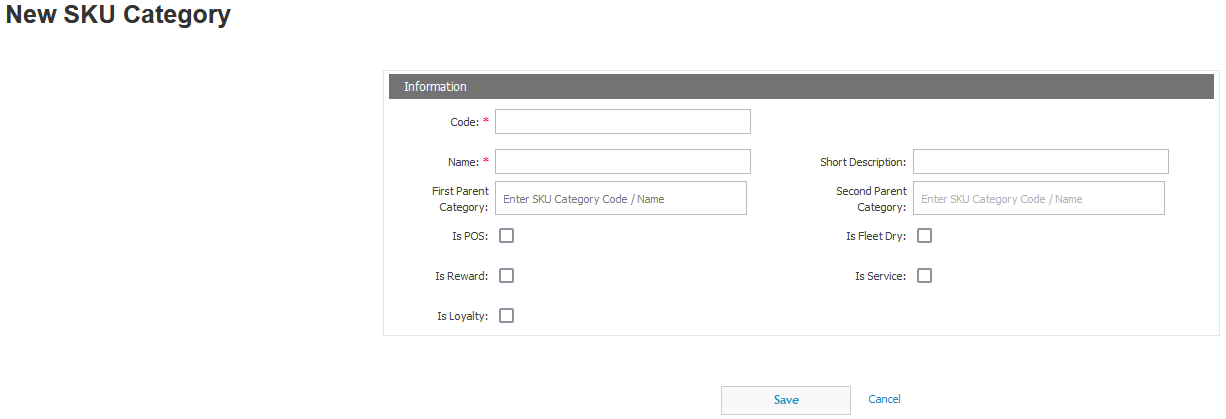 New SKU Category
Information
Code: *
Name: *
Short Description:
First Parent
Category:
Enter SKU Category Code / Name
Second Parent
Category:
Enter SKU Category Code / Name
Is POS:
Is Fleet Dry:
Is Reward:
Is Service:
Is Loyalty:
Save
Cancel